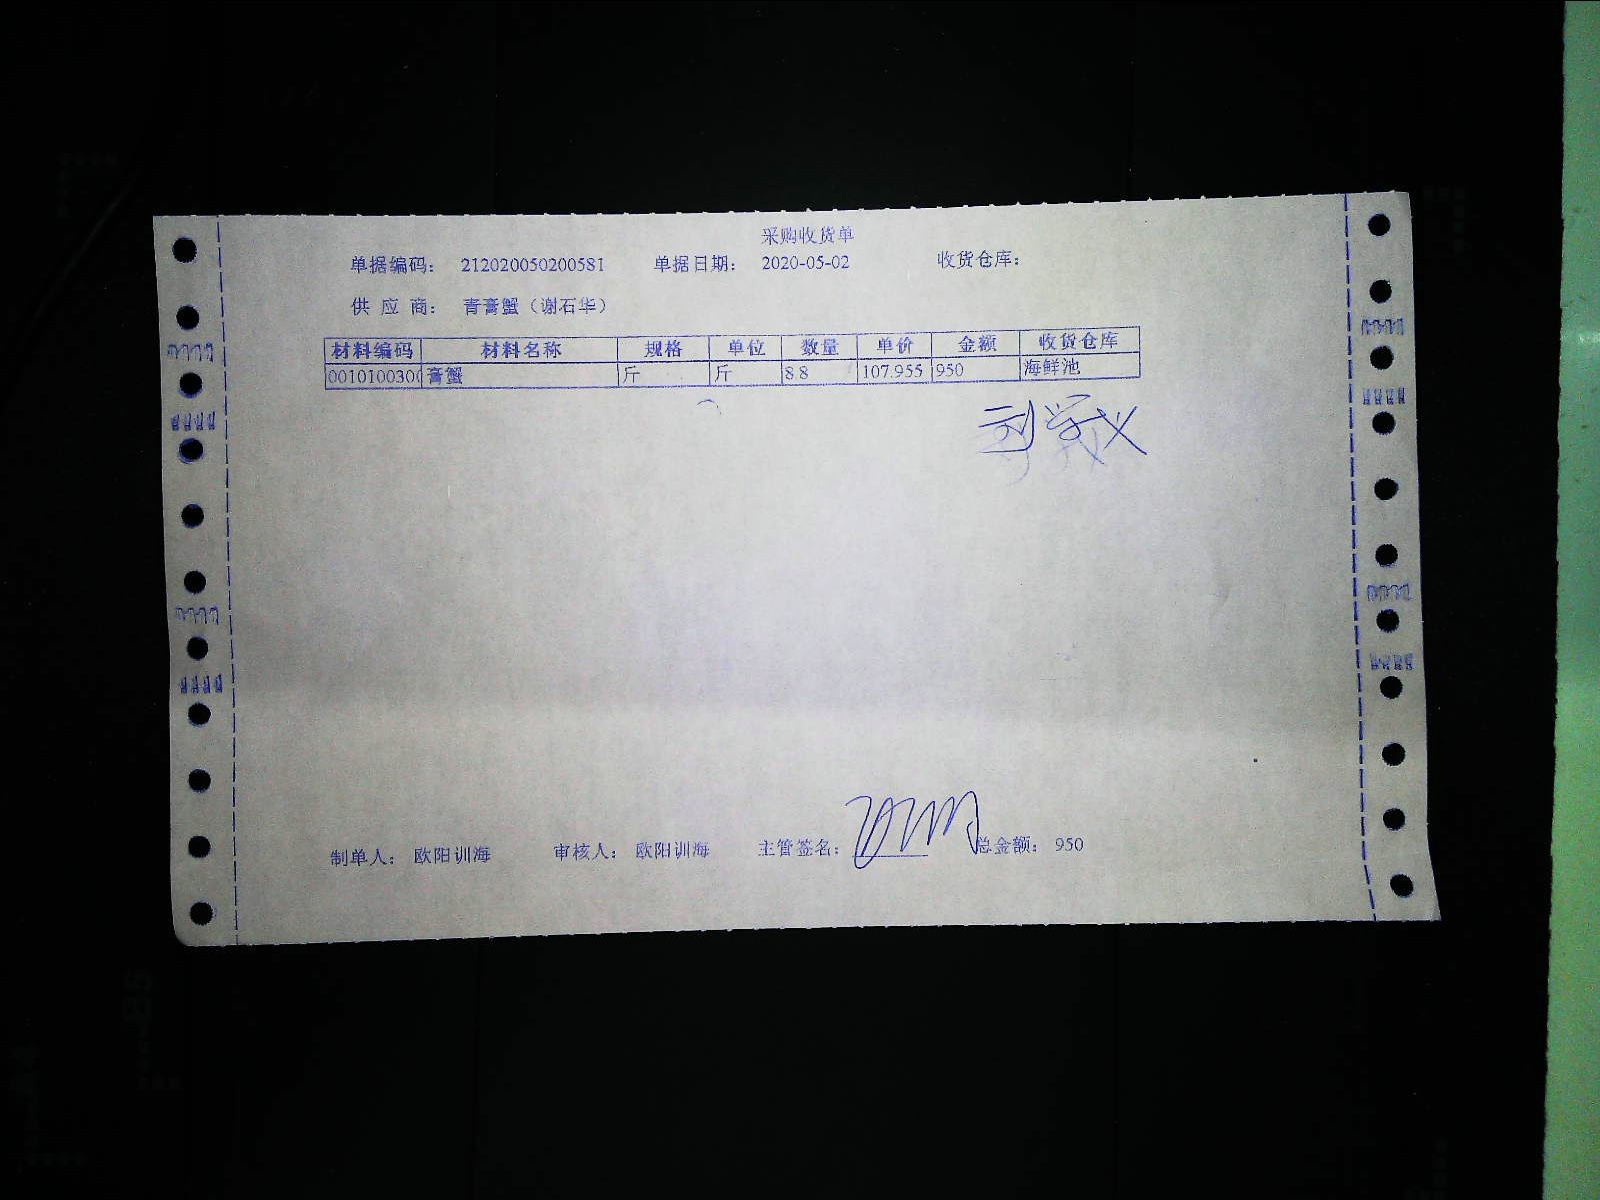 采购收货单
单据编码： 212020050200581 单据日期： 2020-05-02 收货仓库：
供 应 商： 青膏蟹（谢石华）
材料编码 材料名称 规格 单位 数量 单价 金额 收货仓库
0010100300 膏蟹 斤 斤 8.8 107.955 950 海鲜池
制单人： 欧阳训海 审核人： 欧阳训海 主管签名： 总金额： 950